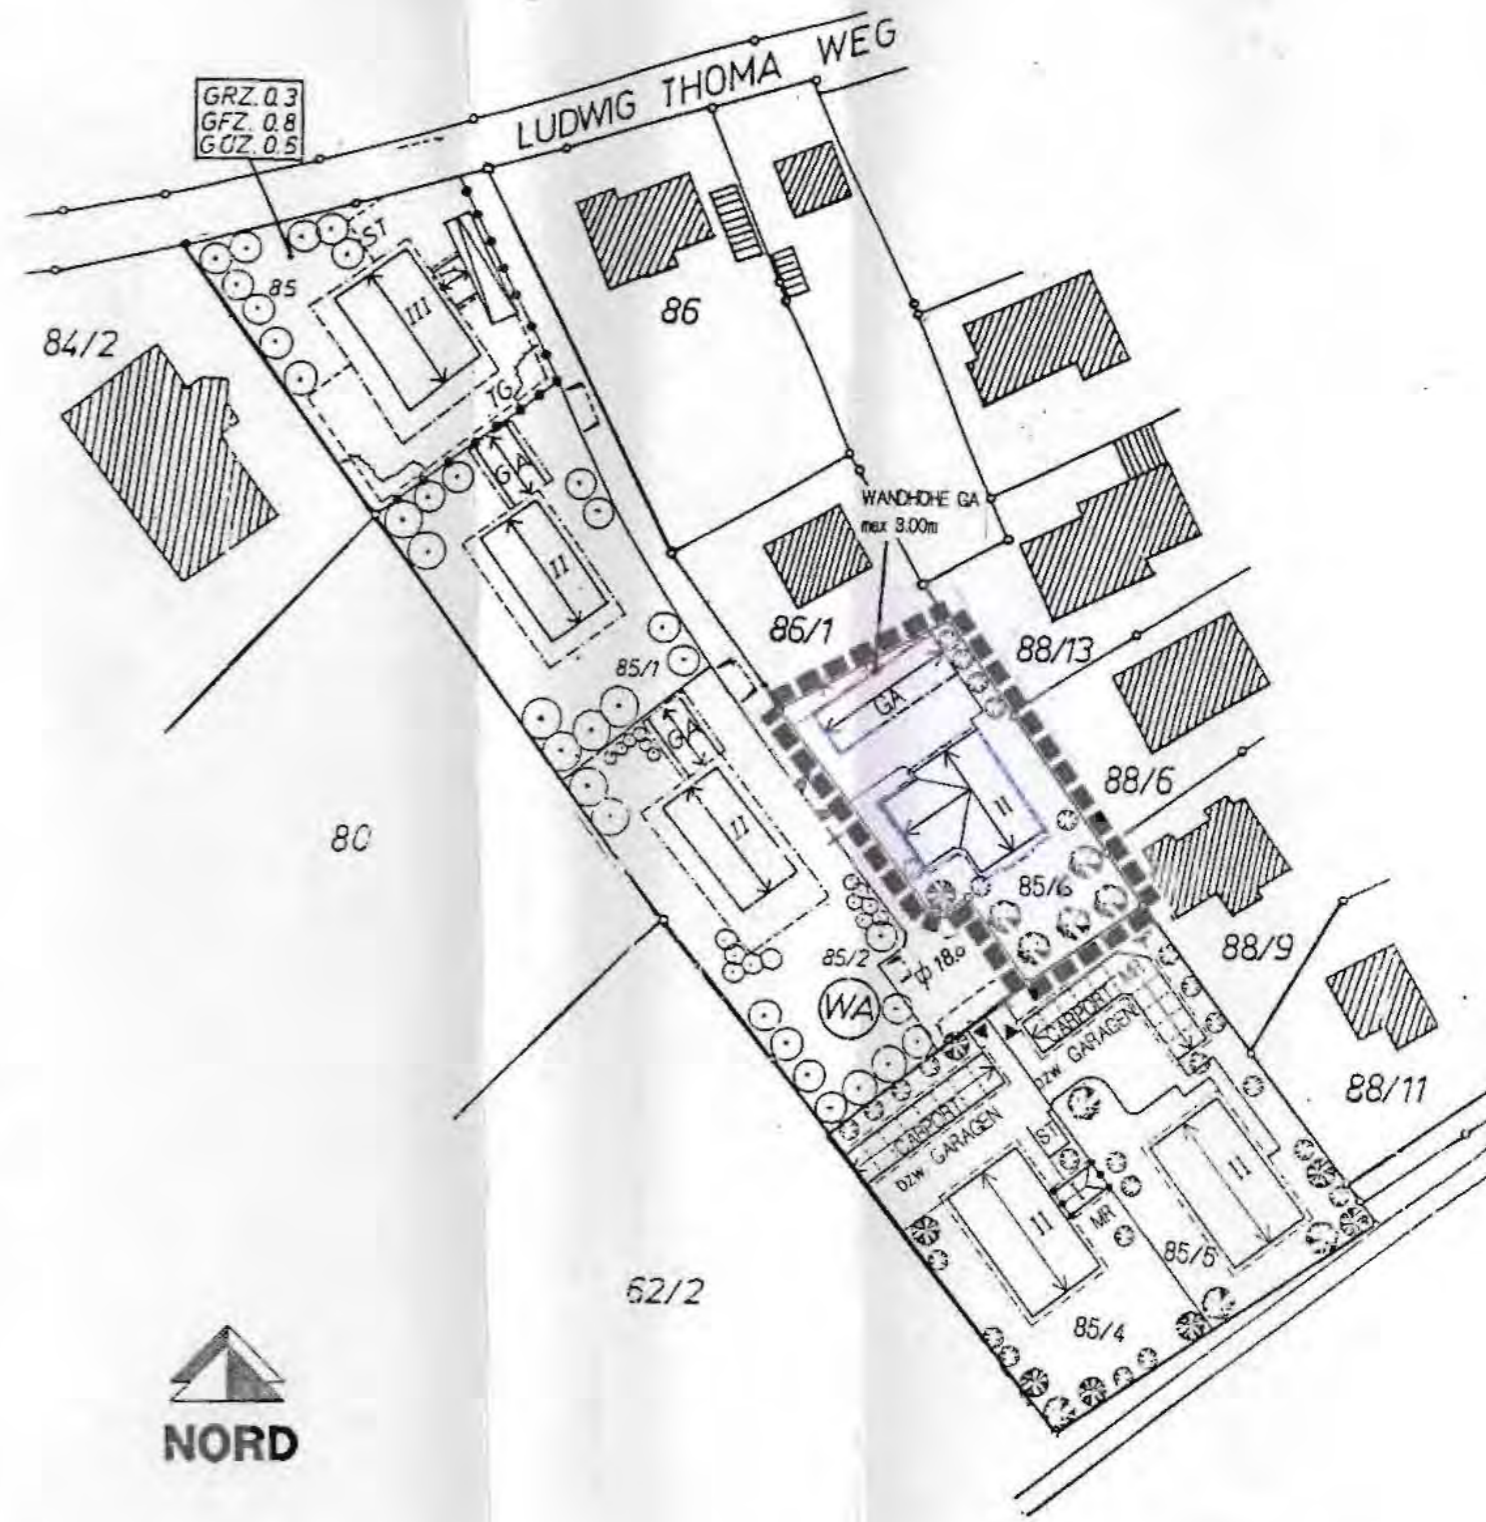 LUDWIG THOMA WEG
GRZ. 0.3
GFZ. 0.8
GÜZ. 0.5
ST
85
III
84/2
86
TG
GA
WANDHÖHE GA
max 3.00m
II
86/1
88/13
85/1
GA
GA
88/6
II
II
80
85/6
88/9
85/2
ϕ 18.0
WA
CARPORT
MR
BZW GARAGEN
88/11
CARPORT
BZW GARAGEN
ST
II
II
MR
85/5
62/2
85/4
NORD